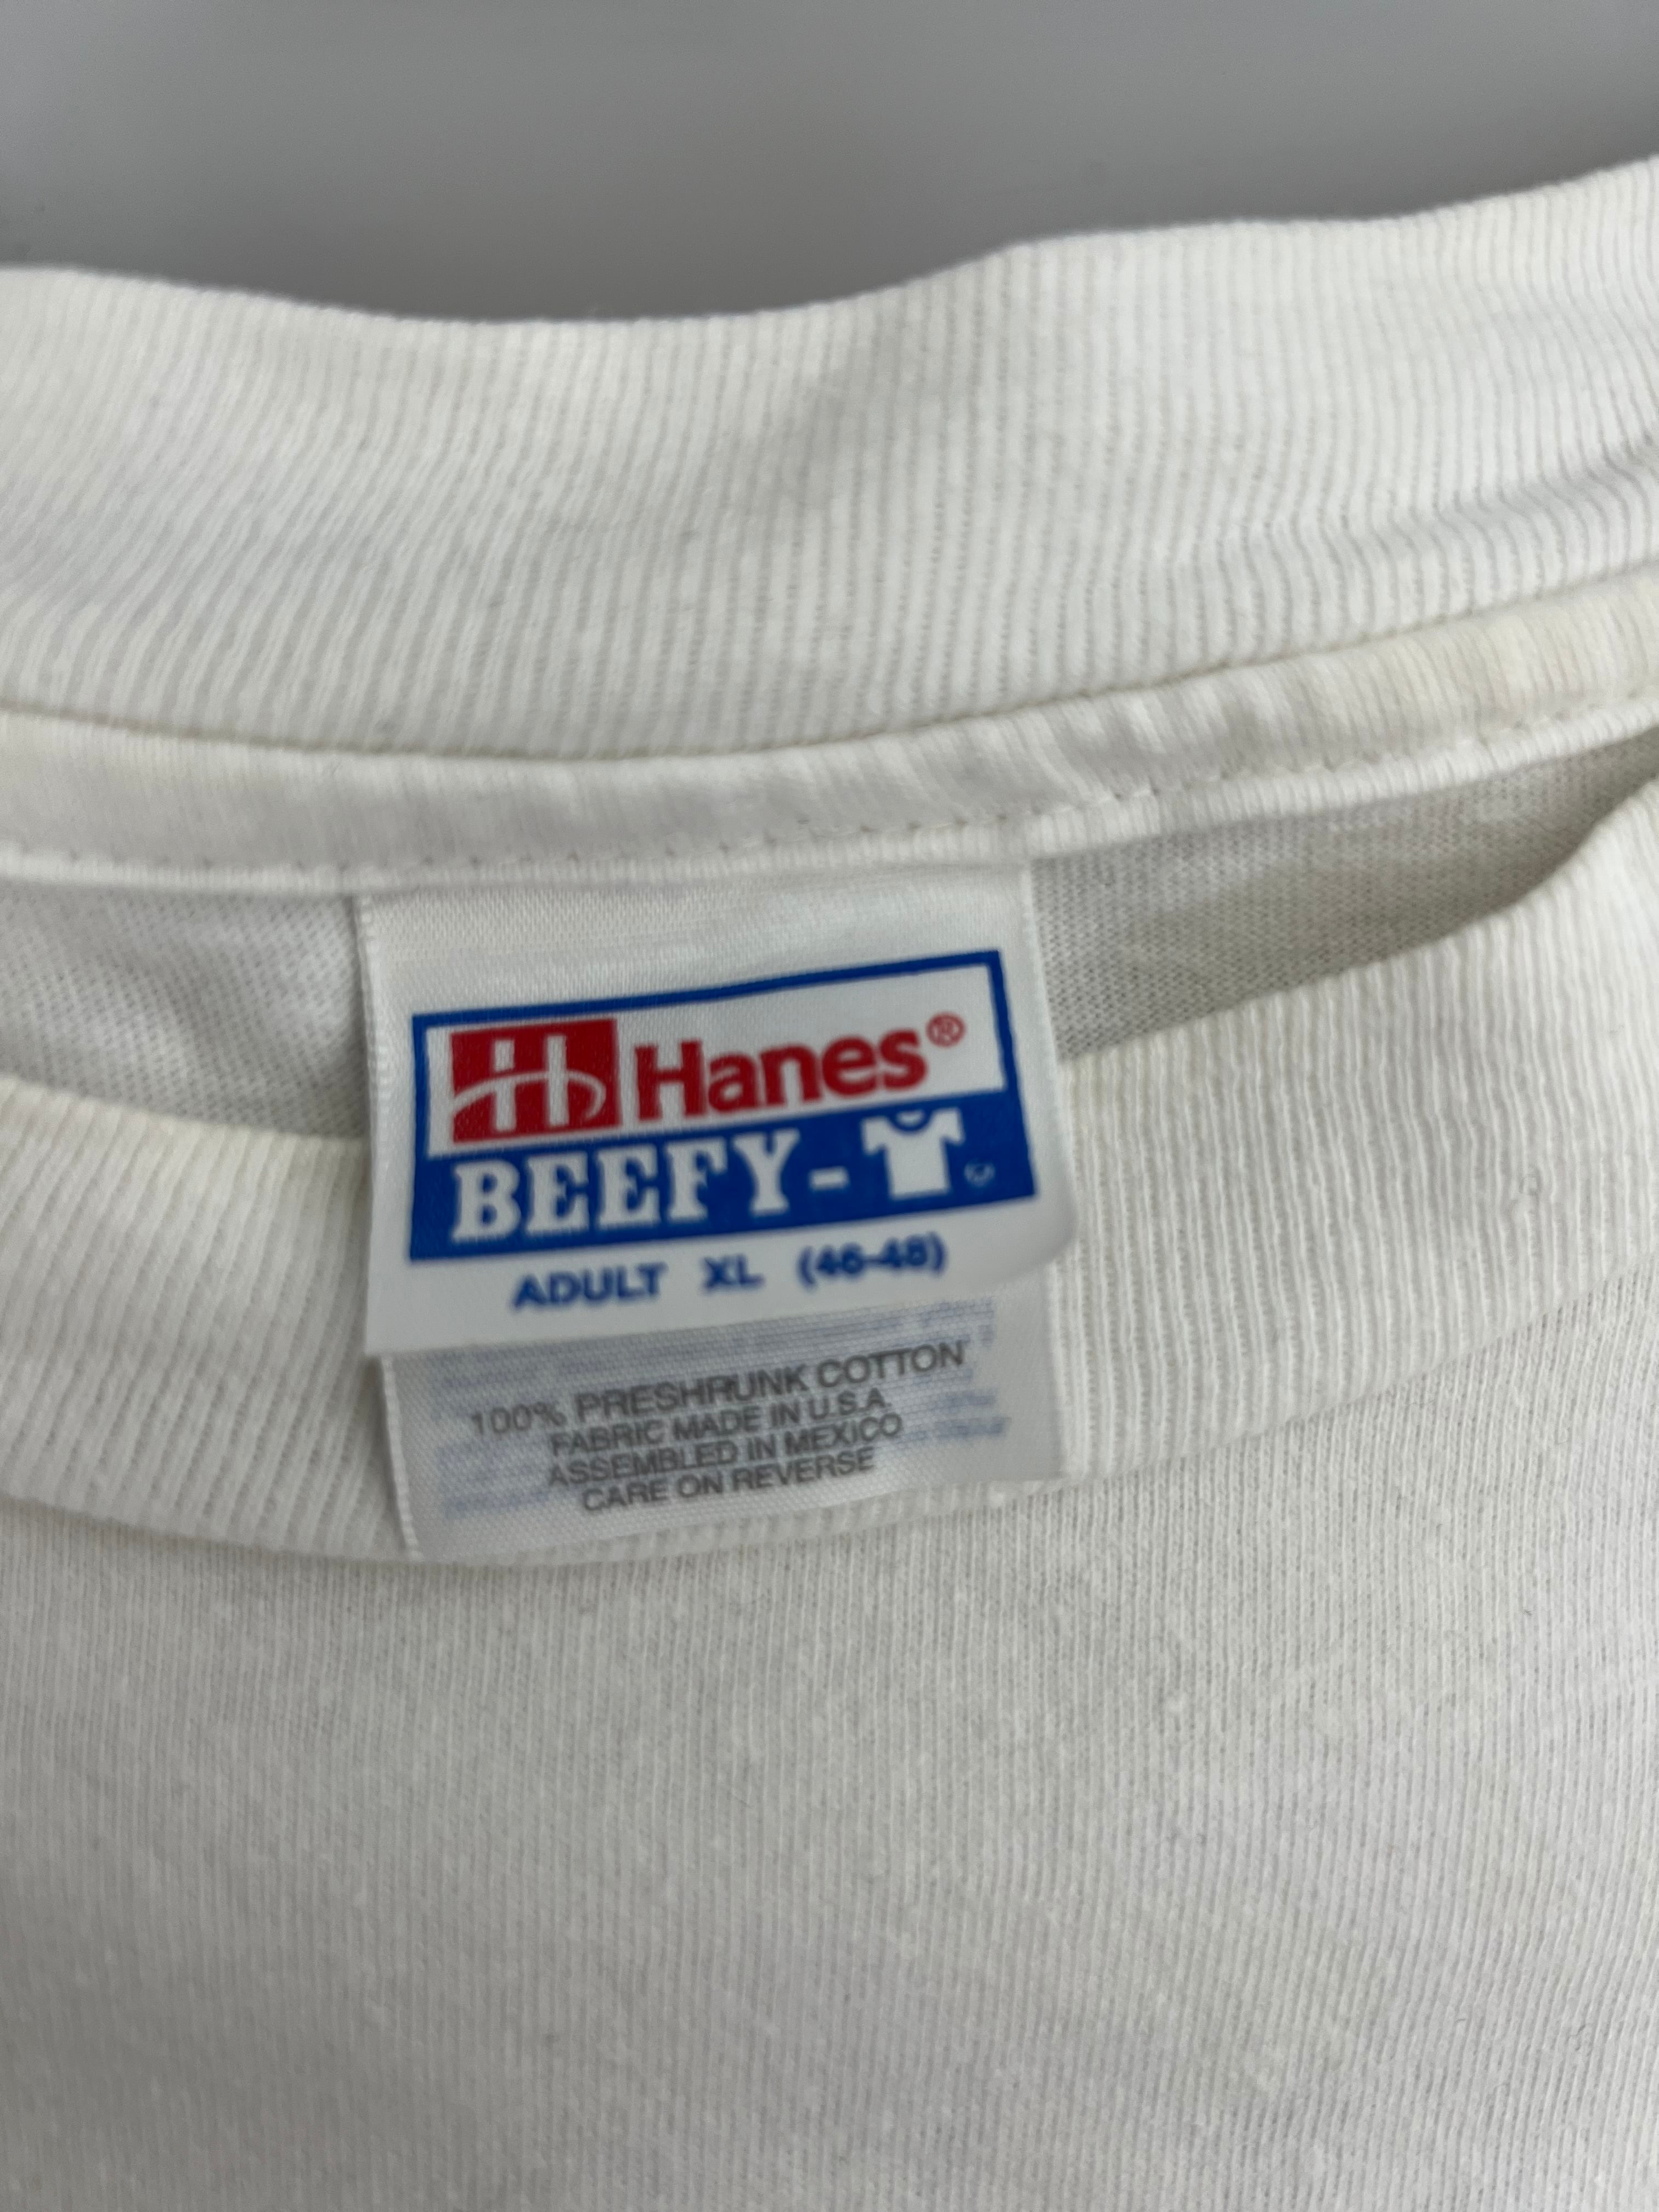 Hanes®
BEEFY-
ADULT XL (46-48)
100% PRESHRUNK COTTON
FABRIC MADE IN U.S.A.
ASSEMBLED IN MEXICO
CARE ON REVERSE